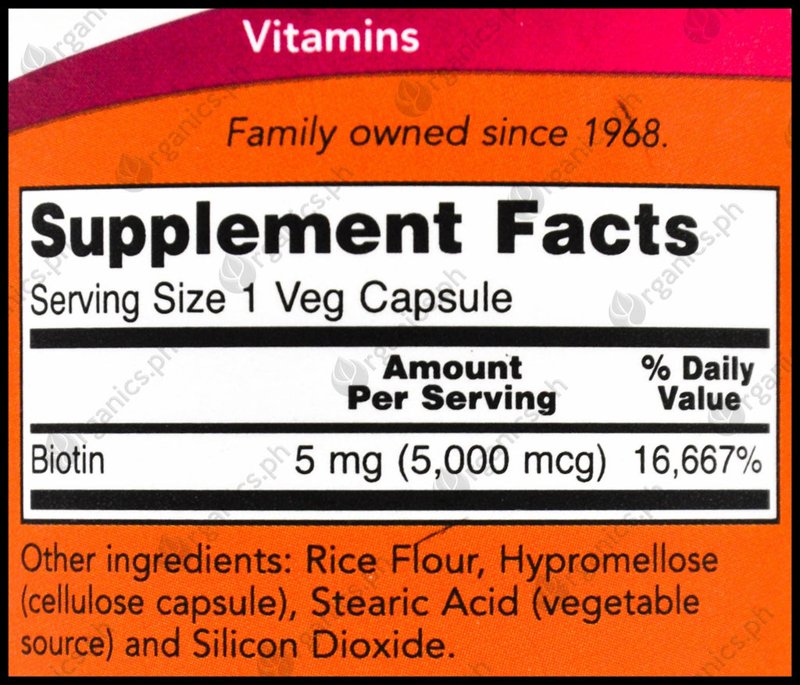 Vitamins
Family owned since 1968.
Supplement Facts
Serving Size 1 Veg Capsule
Amount % Daily
Per Serving Value
Biotin 5 mg (5,000 mcg) 16,667%
Other ingredients: Rice Flour, Hypromellose
(cellulose capsule), Stearic Acid (vegetable
source) and Silicon Dioxide.
Organics.ph